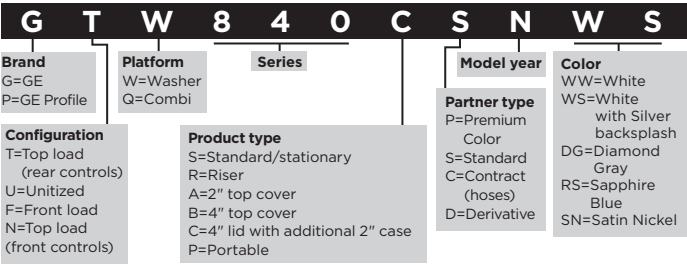 G T W 8 4 0 C S N W S
Brand
G=GE
P=GE Profile
Platform
W=Washer
Q=Combi
Series
Model year
Color
WW=White
WS=White
with Silver
backsplash
DG=Diamond
Gray
RS=Sapphire
Blue
SN=Satin Nickel
Configuration
T=Top load
(rear controls)
U=Unitized
F=Front load
N=Top load
(front controls)
Product type
S=Standard/stationary
R=Riser
A=2" top cover
B=4" top cover
C=4" lid with additional 2" case
P=Portable
Partner type
P=Premium
Color
S=Standard
C=Contract
(hoses)
D=Derivative